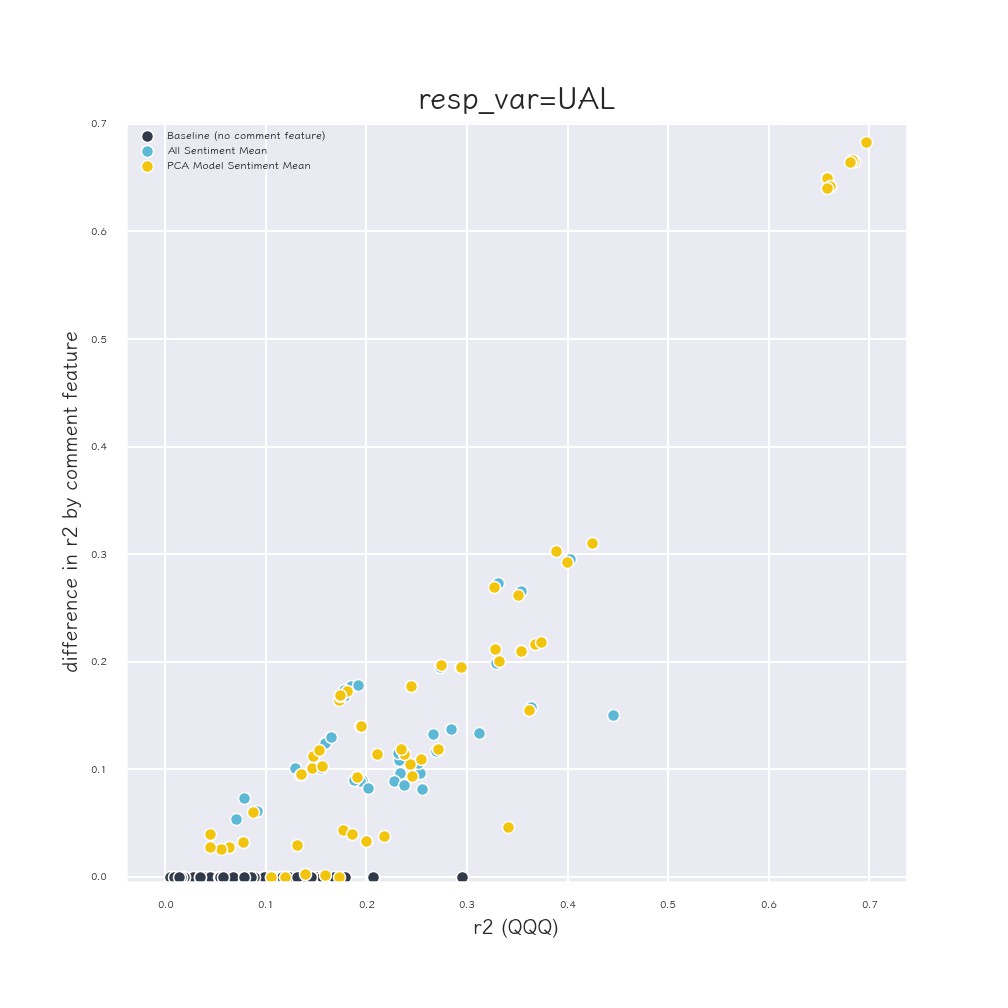 resp_var=UAL
Baseline (no comment feature)
All Sentiment Mean
PCA Model Sentiment Mean
difference in r2 by comment feature
0.7
0.6
0.5
0.4
0.3
0.2
0.1
0.0
0.0 0.1 0.2 0.3 0.4 0.5 0.6 0.7
r2 (QQQ)